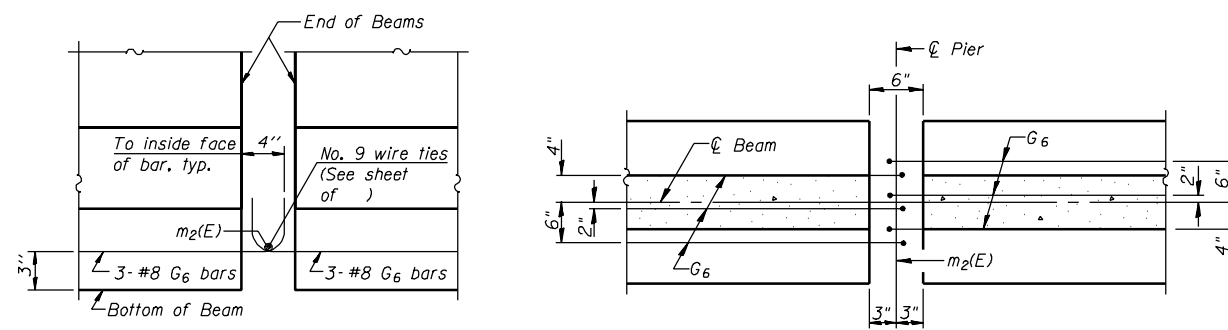 End of Beams
To inside face
of bar, typ.
4"
No. 9 wire ties
(See sheet
of )
m2(E)
3"
3- #8 G6 bars
3- #8 G6 bars
Bottom of Beam
℄ Pier
6"
4"
℄ Beam
G6
2"
6"
6"
2"
4"
G6
m2(E)
3"
3"